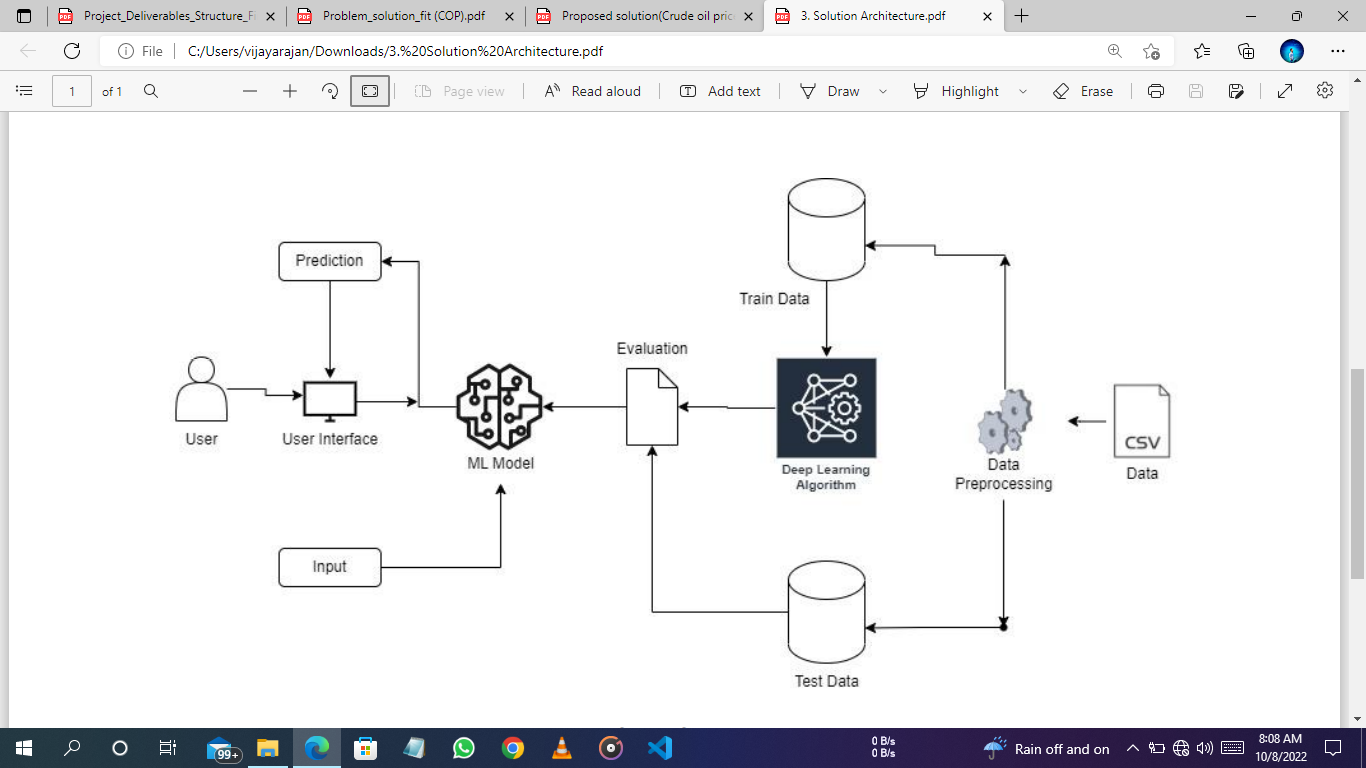 Project_Deliverables_Structure_Fi
Problem_solution_fit (COP).pdf
Proposed solution(Crude oil pric
3. Solution Architecture.pdf
File
C:/Users/vijayarajan/Downloads/3.%20Solution%20Architecture.pdf
1 of 1
Page view
Read aloud
Add text
Draw
Highlight
Erase
Prediction
Train Data
Evaluation
User
User Interface
ML Model
Deep Learning
Algorithm
Data
Preprocessing
CSV
Data
Input
Test Data
99+
0 B/s
0 B/s
Rain off and on
8:08 AM
10/8/2022